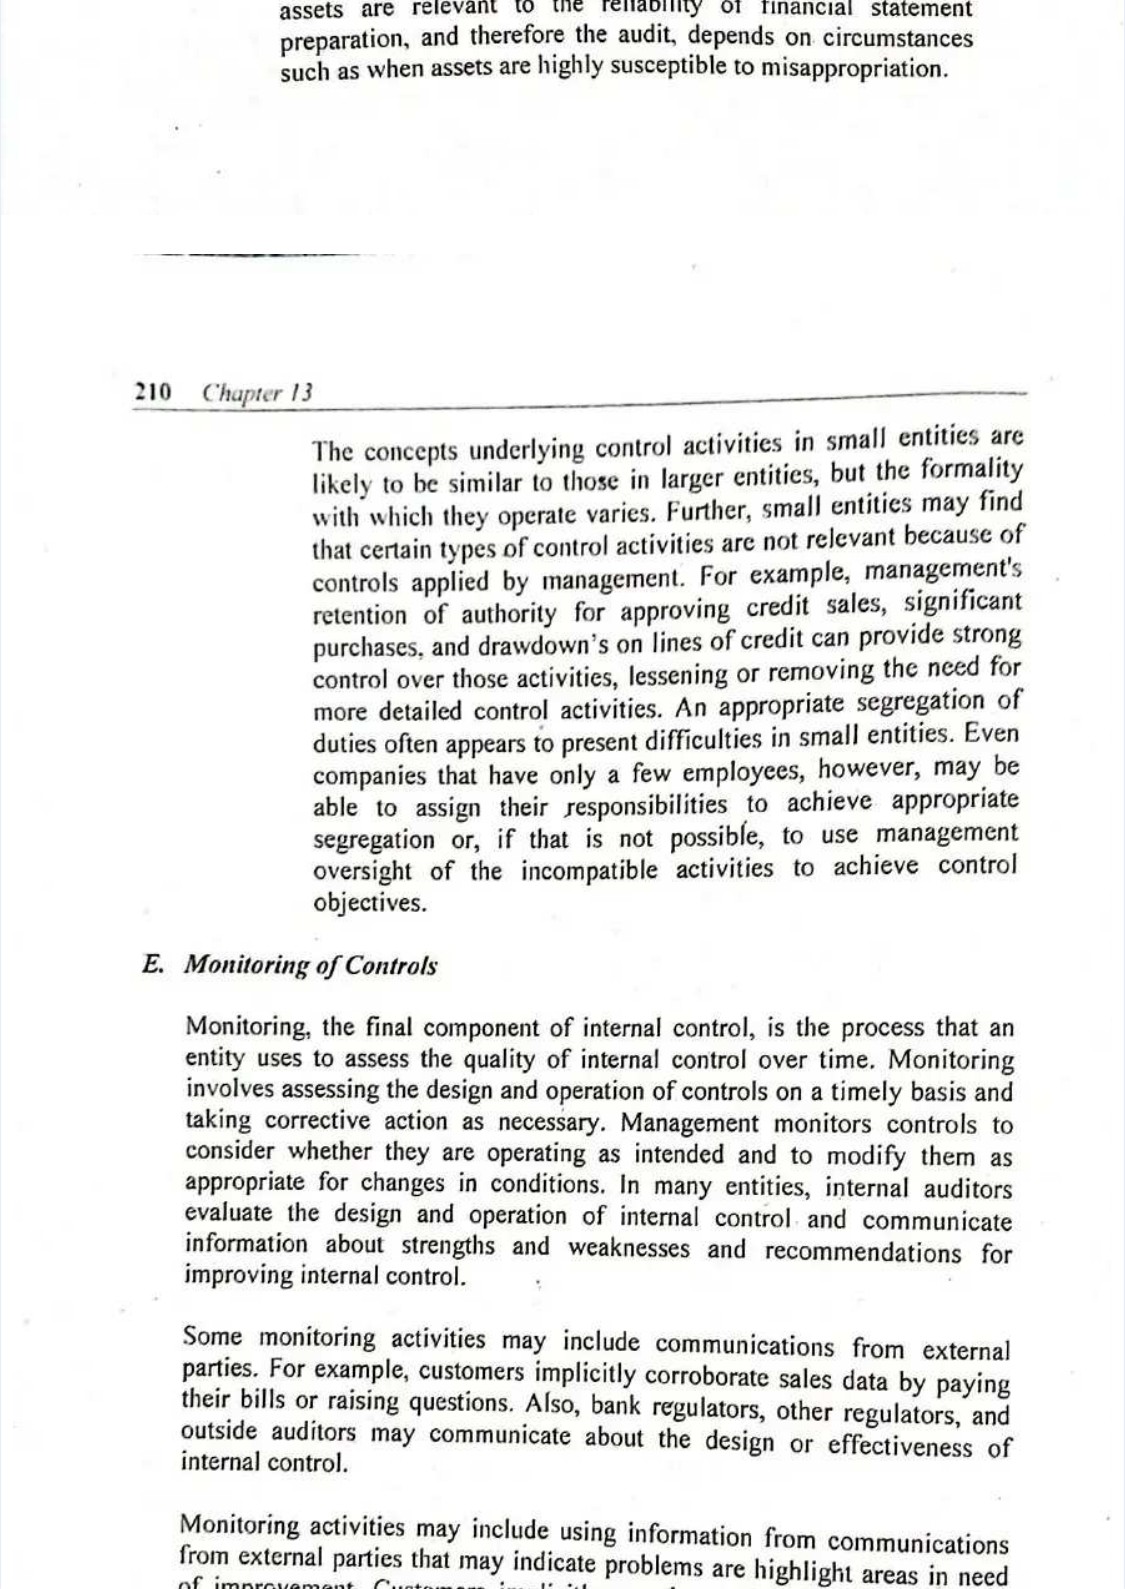 assets are relevant to the reliability of financial statement
preparation, and therefore the audit, depends on circumstances
such as when assets are highly susceptible to misappropriation.
210 Chapter 13
The concepts underlying control activities in small entities are
likely to be similar to those in larger entities, but the formality
with which they operate varies. Further, small entities may find
that certain types of control activities are not relevant because of
controls applied by management. For example, management's
retention of authority for approving credit sales, significant
purchases, and drawdown's on lines of credit can provide strong
control over those activities, lessening or removing the need for
more detailed control activities. An appropriate segregation of
duties often appears to present difficulties in small entities. Even
companies that have only a few employees, however, may be
able to assign their responsibilities to achieve appropriate
segregation or, if that is not possible, to use management
oversight of the incompatible activities to achieve control
objectives.
E. Monitoring of Controls
Monitoring, the final component of internal control, is the process that an
entity uses to assess the quality of internal control over time. Monitoring
involves assessing the design and operation of controls on a timely basis and
taking corrective action as necessary. Management monitors controls to
consider whether they are operating as intended and to modify them as
appropriate for changes in conditions. In many entities, internal auditors
evaluate the design and operation of internal control and communicate
information about strengths and weaknesses and recommendations for
improving internal control.
Some monitoring activities may include communications from external
parties. For example, customers implicitly corroborate sales data by paying
their bills or raising questions. Also, bank regulators, other regulators, and
outside auditors may communicate about the design or effectiveness of
internal control.
Monitoring activities may include using information from communications
from external parties that may indicate problems are highlight areas in need
of improvement. Customers